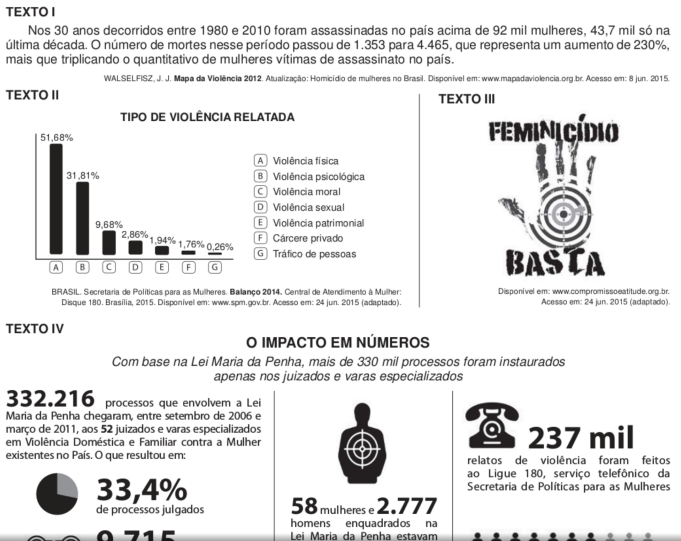 TEXTO I
Nos 30 anos decorridos entre 1980 e 2010 foram assassinadas no país acima de 92 mil mulheres, 43,7 mil só na
última década. O número de mortes nesse período passou de 1.353 para 4.465, que representa um aumento de 230%,
mais que triplicando o quantitativo de mulheres vítimas de assassinato no país.
WALSELFISZ, J. J. Mapa da Violência 2012. Atualização: Homicídio de mulheres no Brasil. Disponível em: www.mapadaviolencia.org.br. Acesso em: 8 jun. 2015.
TEXTO II
TIPO DE VIOLÊNCIA RELATADA
51,68%
31,81%
9,68%
2,86%
1,94%
1,76%
0,26%
A B C D E F G
A Violência física
B Violência psicológica
C Violência moral
D Violência sexual
E Violência patrimonial
F Cárcere privado
G Tráfico de pessoas
BRASIL. Secretaria de Políticas para as Mulheres. Balanço 2014. Central de Atendimento à Mulher:
Disque 180. Brasília, 2015. Disponível em: www.spm.gov.br. Acesso em: 24 jun. 2015 (adaptado).
TEXTO III
FEMINICÍDIO
BASTA
Disponível em: www.compromissoeatitude.org.br.
Acesso em: 24 jun. 2015 (adaptado).
TEXTO IV
O IMPACTO EM NÚMEROS
Com base na Lei Maria da Penha, mais de 330 mil processos foram instaurados
apenas nos juizados e varas especializados
332.216 processos que envolvem a Lei
Maria da Penha chegaram, entre setembro de 2006 e
março de 2011, aos 52 juizados e varas especializados
em Violência Doméstica e Familiar contra a Mulher
existentes no País. O que resultou em:
33,4%
de processos julgados
9.715
58 mulheres e 2.777
homens enquadrados na
Lei Maria da Penha estavam
237 mil
relatos de violência foram feitos
ao Ligue 180, serviço telefônico da
Secretaria de Políticas para as Mulheres